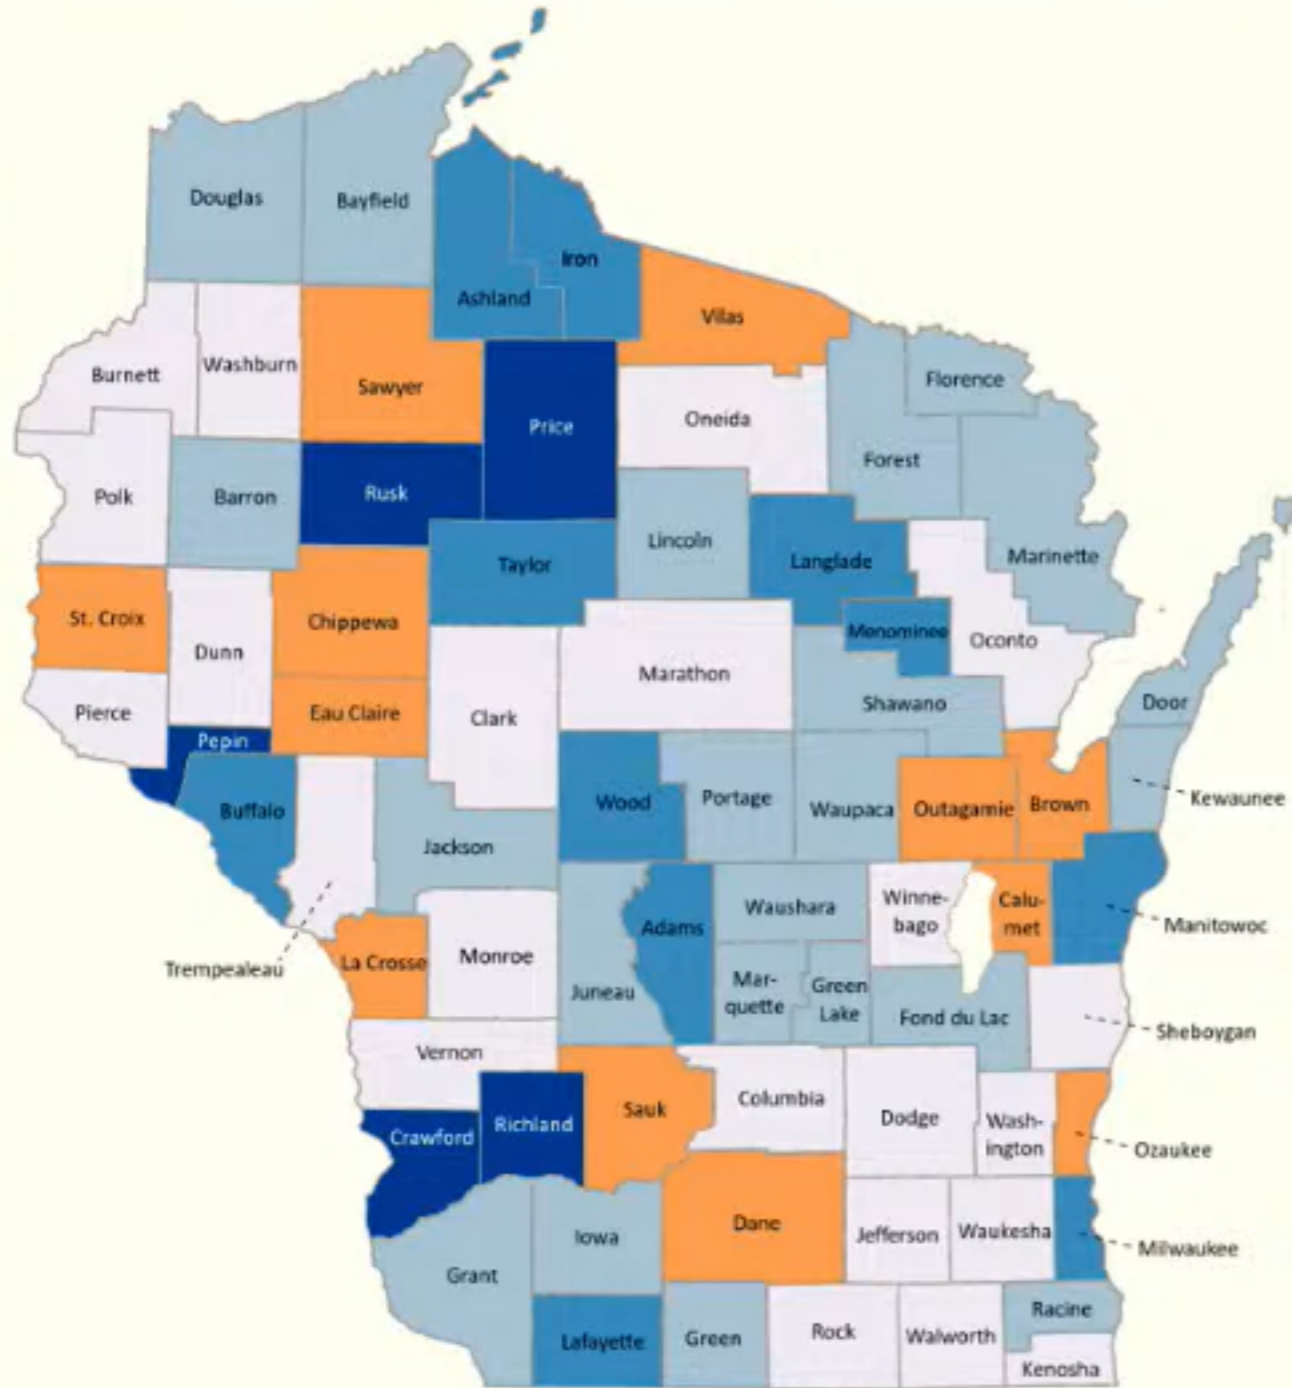 Douglas
Bayfield
Iron
Ashland
Vilas
Burnett
Washburn
Sawyer
Price
Oneida
Florence
Forest
Polk
Barron
Rusk
Lincoln
Langlade
Marinette
Taylor
St. Croix
Dunn
Chippewa
Menominee
Oconto
Marathon
Pierce
Eau Claire
Clark
Shawano
Door
Pepin
Buffalo
Wood
Portage
Waupaca
Outagamie
Brown
Kewaunee
Jackson
Trempealeau
La Crosse
Monroe
Juneau
Adams
Waushara
Winne-
bago
Calu-
met
Manitowoc
Mar-
quette
Green
Lake
Fond du Lac
Sheboygan
Vernon
Crawford
Richland
Sauk
Columbia
Dodge
Wash-
ington
Ozaukee
Grant
Iowa
Dane
Jefferson
Waukesha
Milwaukee
Lafayette
Green
Rock
Walworth
Racine
Kenosha